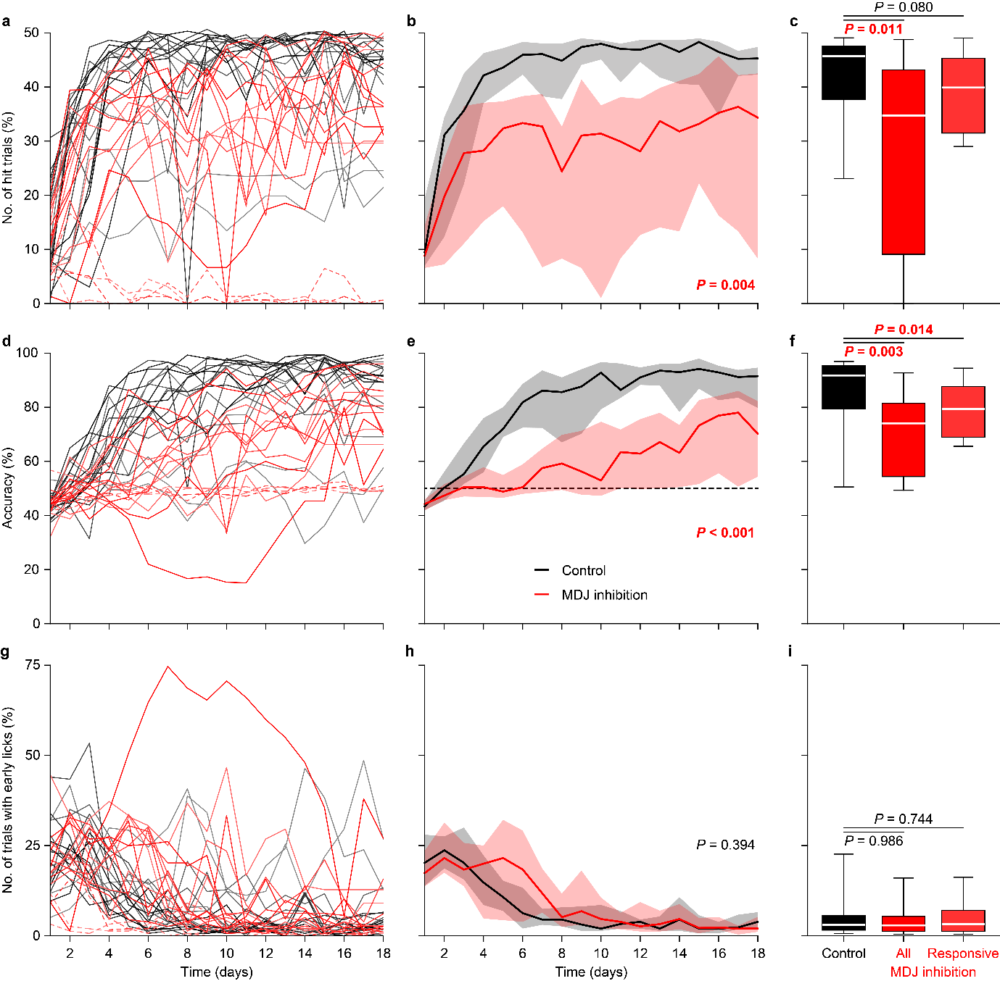 a
b
c
P = 0.080
P = 0.011
50
40
30
20
10
0
No. of hit trials (%)
P = 0.004
d
e
f
P = 0.014
P = 0.003
100
80
60
40
20
0
Accuracy (%)
P < 0.001
Control
MDJ inhibition
g
h
i
75
50
25
0
No. of trials with early licks (%)
P = 0.394
P = 0.744
P = 0.986
2 4 6 8 10 12 14 16 18
Time (days)
2 4 6 8 10 12 14 16 18
Time (days)
Control All Responsive
MDJ inhibition